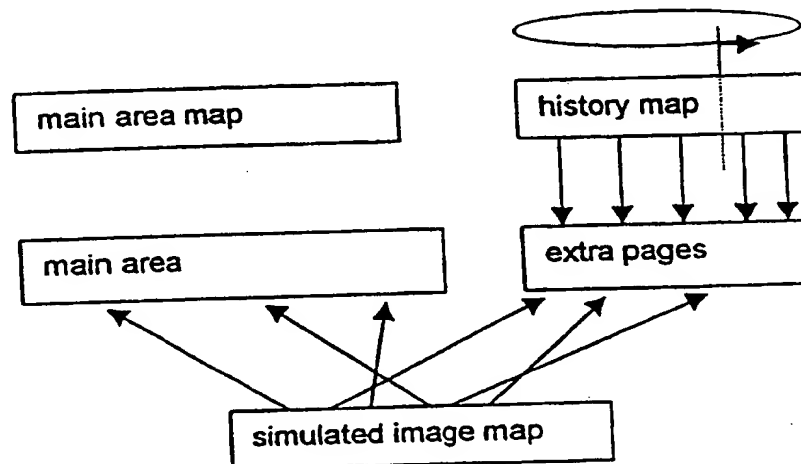 main area map
history map
main area
extra pages
simulated image map